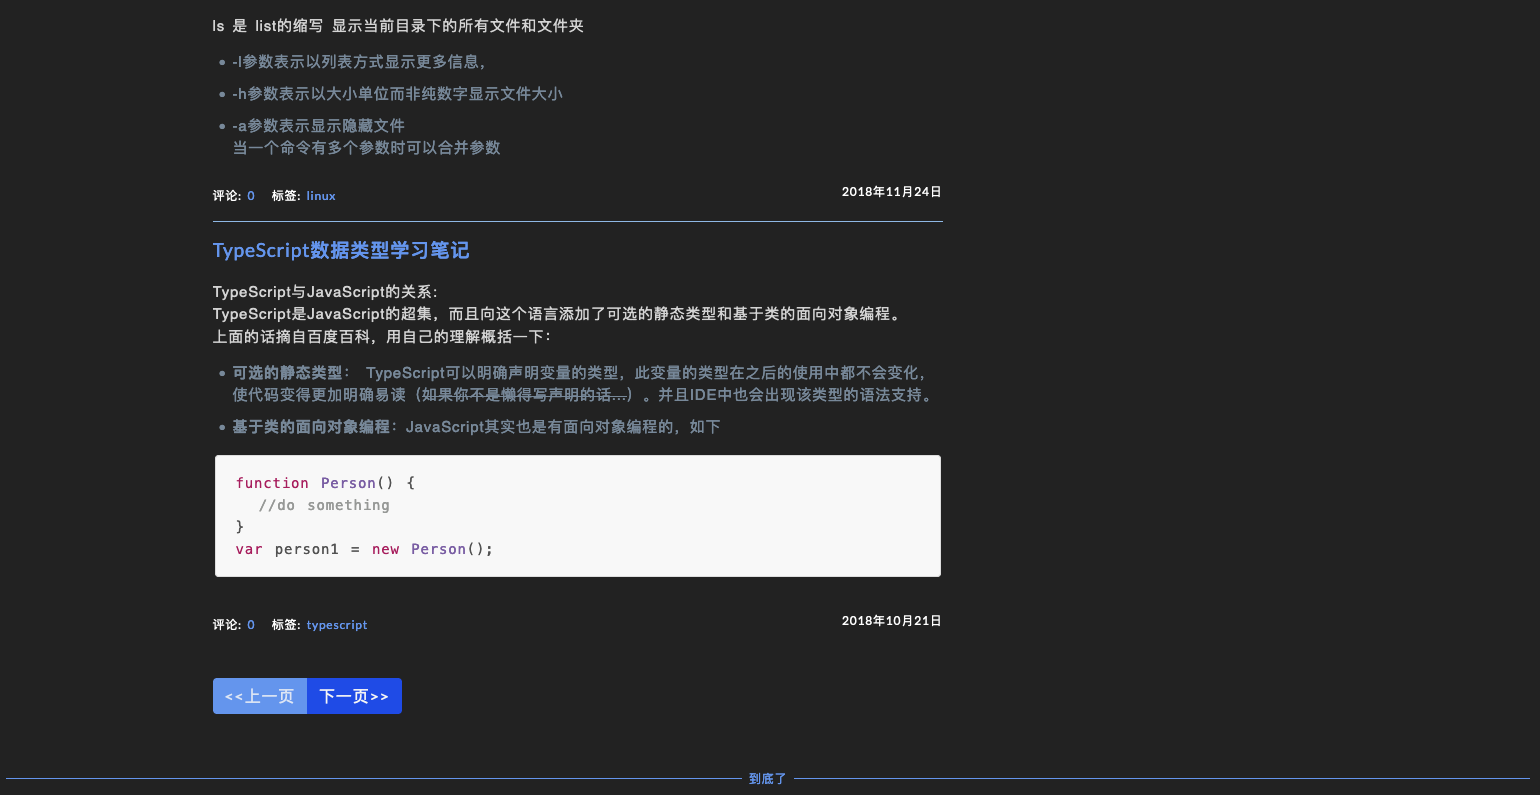 ls 是 list的缩写 显示当前目录下的所有文件和文件夹
-l参数表示以列表方式显示更多信息，
-h参数表示以大小单位而非纯数字显示文件大小
-a参数表示显示隐藏文件
当一个命令有多个参数时可以合并参数
评论: 0 标签: linux 2018年11月24日
TypeScript数据类型学习笔记
TypeScript与JavaScript的关系：
TypeScript是JavaScript的超集，而且向这个语言添加了可选的静态类型和基于类的面向对象编程。
上面的话摘自百度百科，用自己的理解概括一下：
可选的静态类型： TypeScript可以明确声明变量的类型，此变量的类型在之后的使用中都不会变化，
使代码变得更加明确易读（如果你不是懒得写声明的话...）。并且IDE中也会出现该类型的语法支持。
基于类的面向对象编程：JavaScript其实也是有面向对象编程的，如下
function Person() {
//do something
}
var person1 = new Person();
评论: 0 标签: typescript 2018年10月21日
<<上一页 下一页>>
到底了